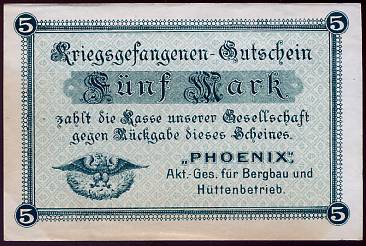 5 5
Kriegsgefangenen-Gutschein
Fünf Mark
zahlt die Kasse unserer Gesellschaft
gegen Rückgabe dieses Scheines.
„PHOENIX",
Akt.-Ges. für Bergbau und
Hüttenbetrieb.
5 5